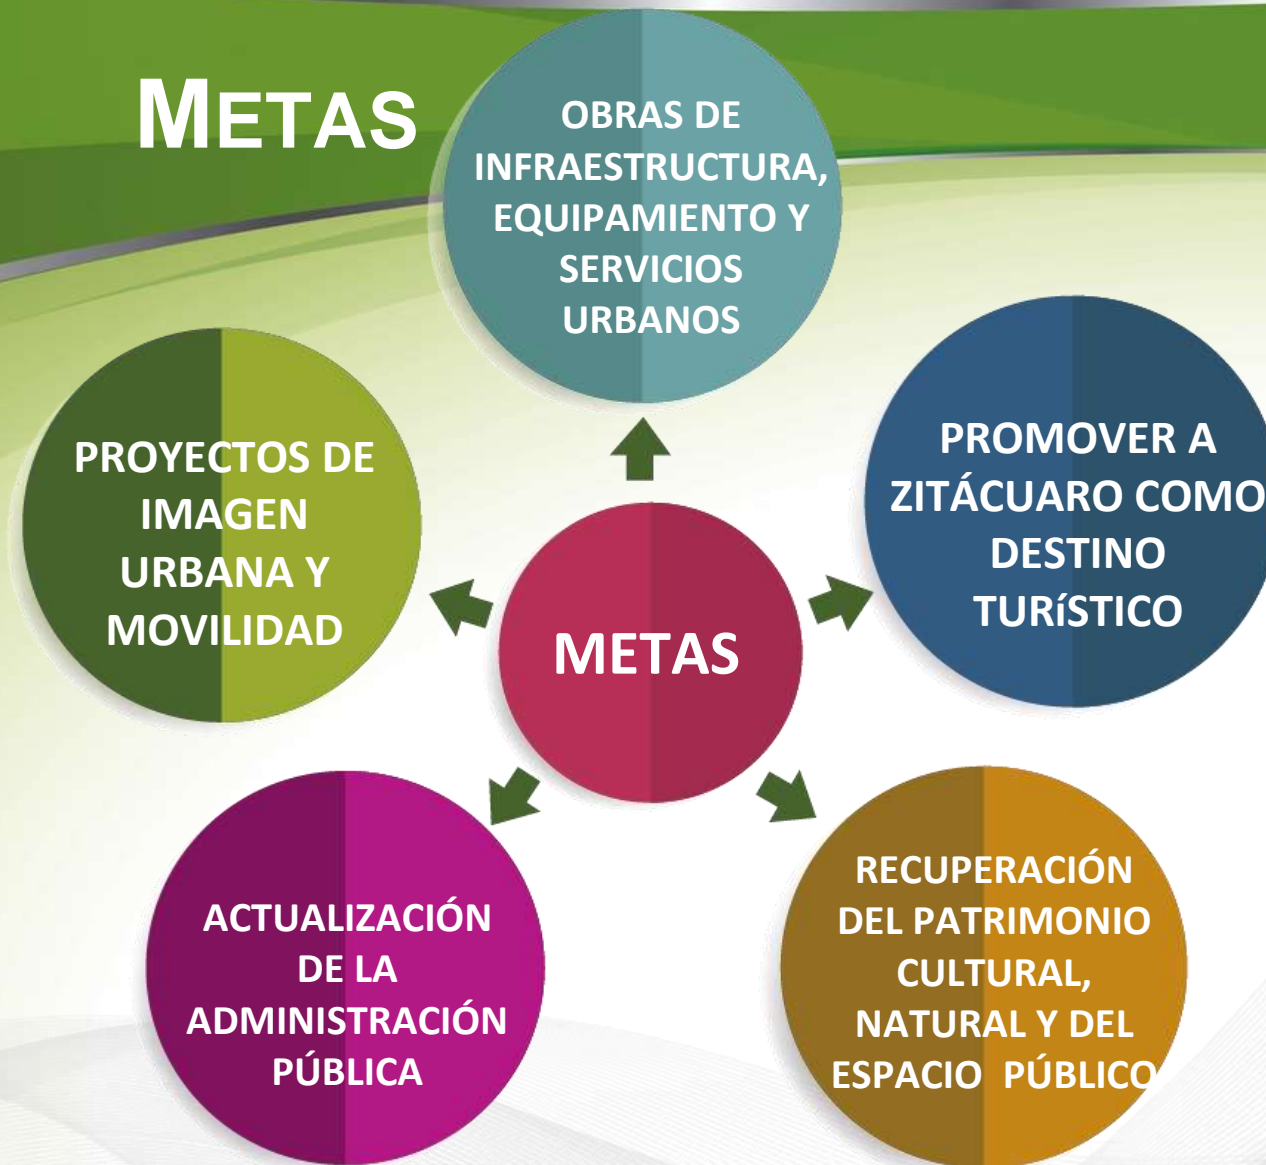 METAS
OBRAS DE
INFRAESTRUCTURA,
EQUIPAMIENTO Y
SERVICIOS
URBANOS
PROMOVER A
ZITÁCUARO COMO
DESTINO
TURíSTICO
RECUPERACIÓN
DEL PATRIMONIO
CULTURAL,
NATURAL Y DEL
ESPACIO PÚBLICO
ACTUALIZACIÓN
DE LA
ADMINISTRACIÓN
PÚBLICA
PROYECTOS DE
IMAGEN
URBANA Y
MOVILIDAD
METAS